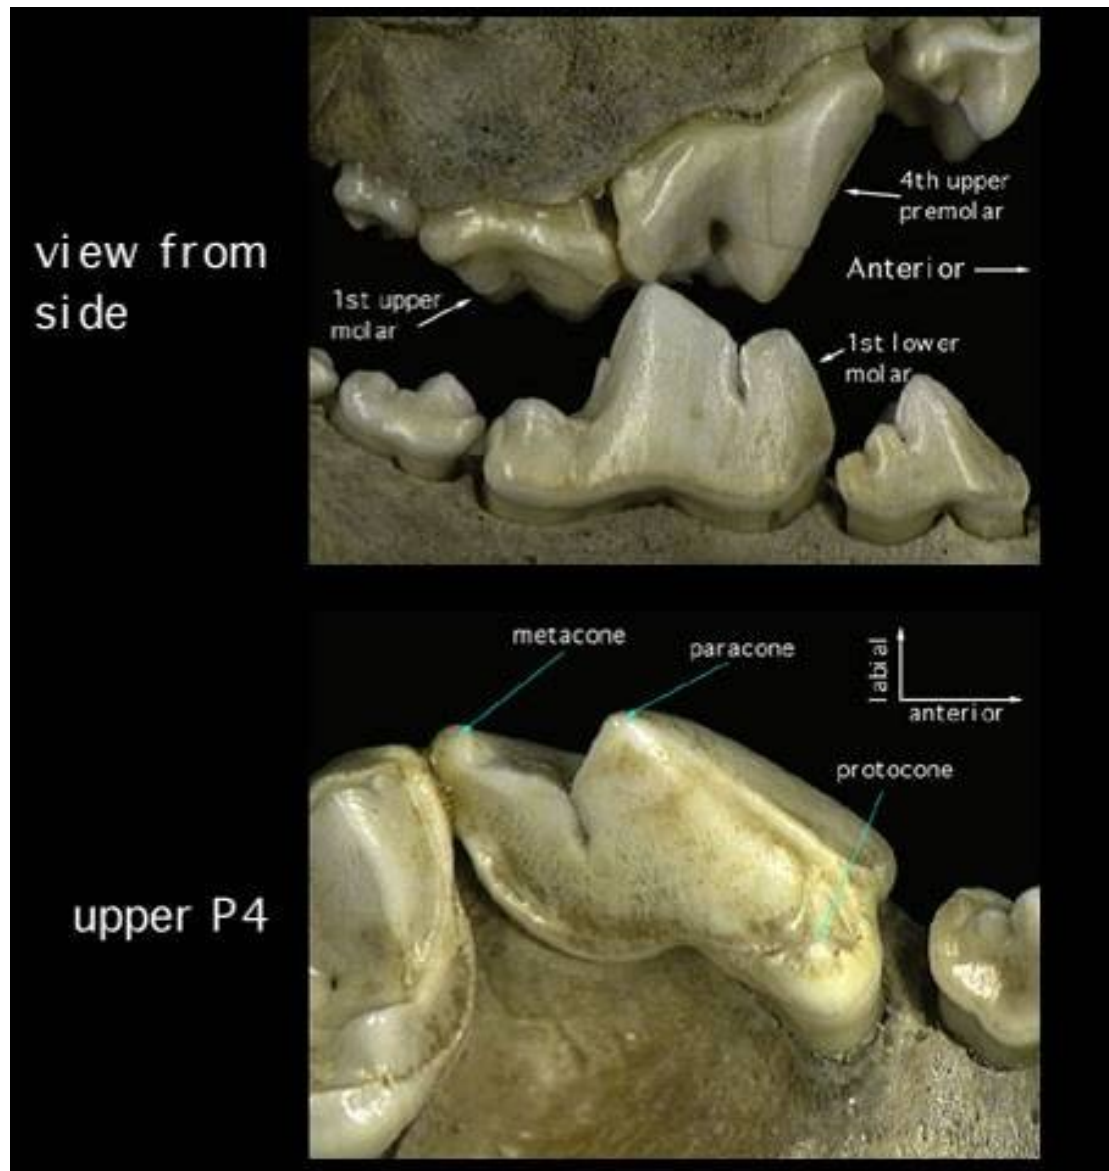 view from
side
4th upper
premolar
Anterior
1st upper
molar
1st lower
molar
metacone
paracone
labial
anterior
protocone
upper P4